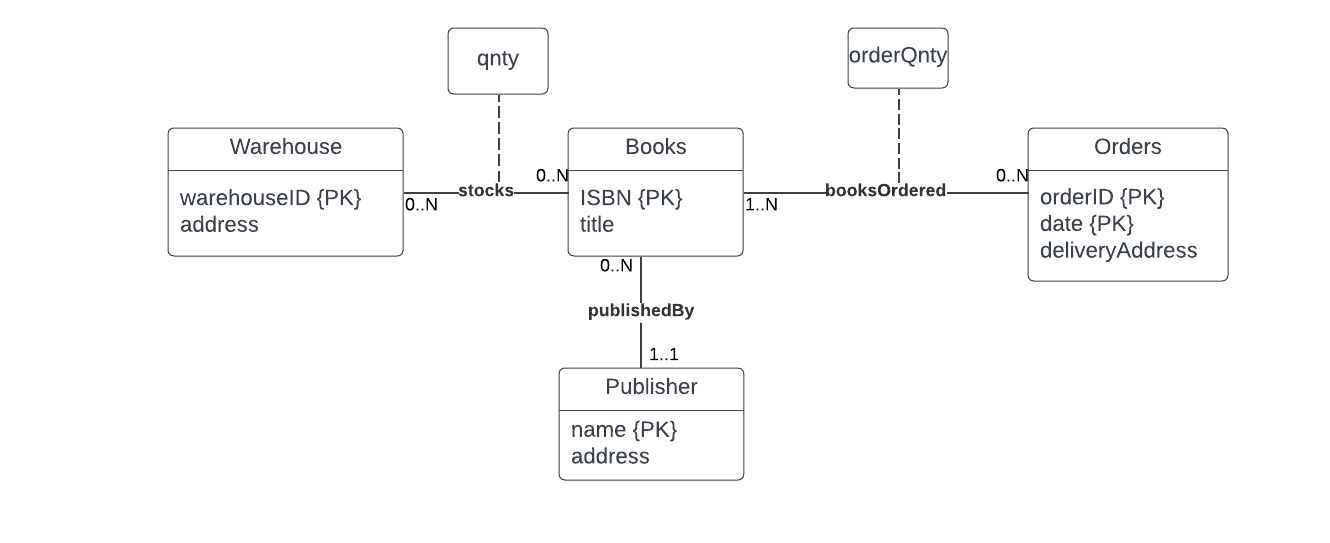 qnty
orderQnty
Warehouse
warehouseID {PK}
address
0..N
stocks
0..N
Books
ISBN {PK}
title
1..N
booksOrdered
0..N
Orders
orderID {PK}
date {PK}
deliveryAddress
0..N
publishedBy
1..1
Publisher
name {PK}
address